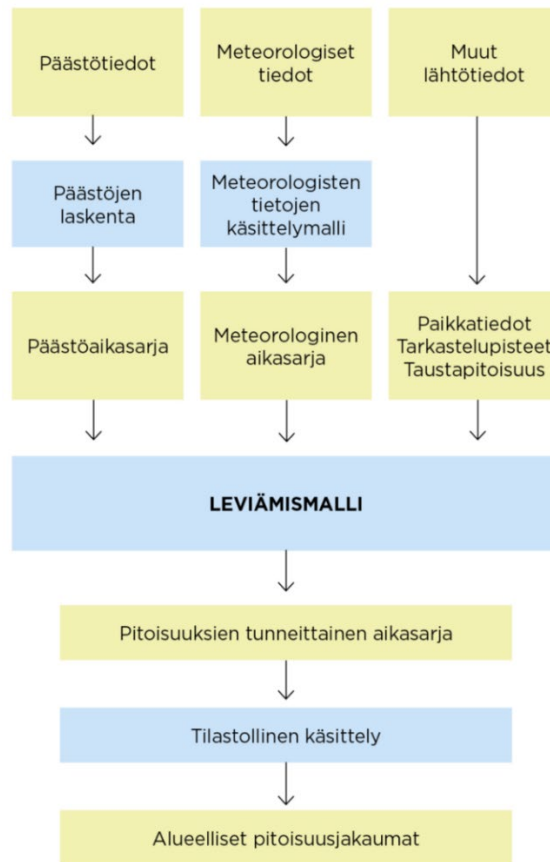 Päästötiedot
Meteorologiset
tiedot
Muut
lähtötiedot
Päästöjen
laskenta
Meteorologisten
tietojen
käsittelymalli
Päästöaikasarja
Meteorologinen
aikasarja
Paikkatiedot
Tarkastelupisteet
Taustapitoisuus
LEVIÄMISMALLI
Pitoisuuksien tunneittainen aikasarja
Tilastollinen käsittely
Alueelliset pitoisuusjakaumat